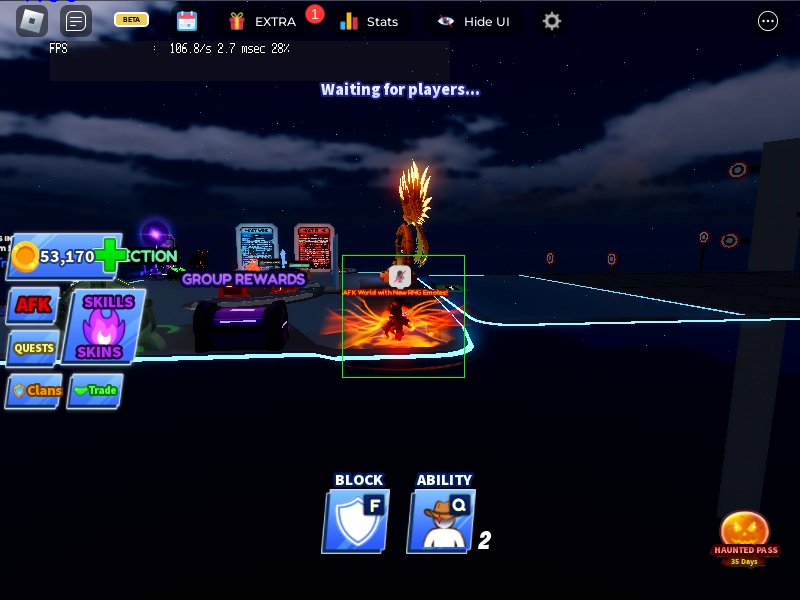 BETA
EXTRA
1
Stats
Hide UI
FPS : 106.8/s 2.7 msec 28%
Waiting for players...
53,170
ECTION
GROUP REWARDS
AFK World with New RNG Emotes!
AFK
SKILLS
SKINS
QUESTS
Clans
Trade
BLOCK
F
ABILITY
Q
2
HAUNTED PASS
35 Days